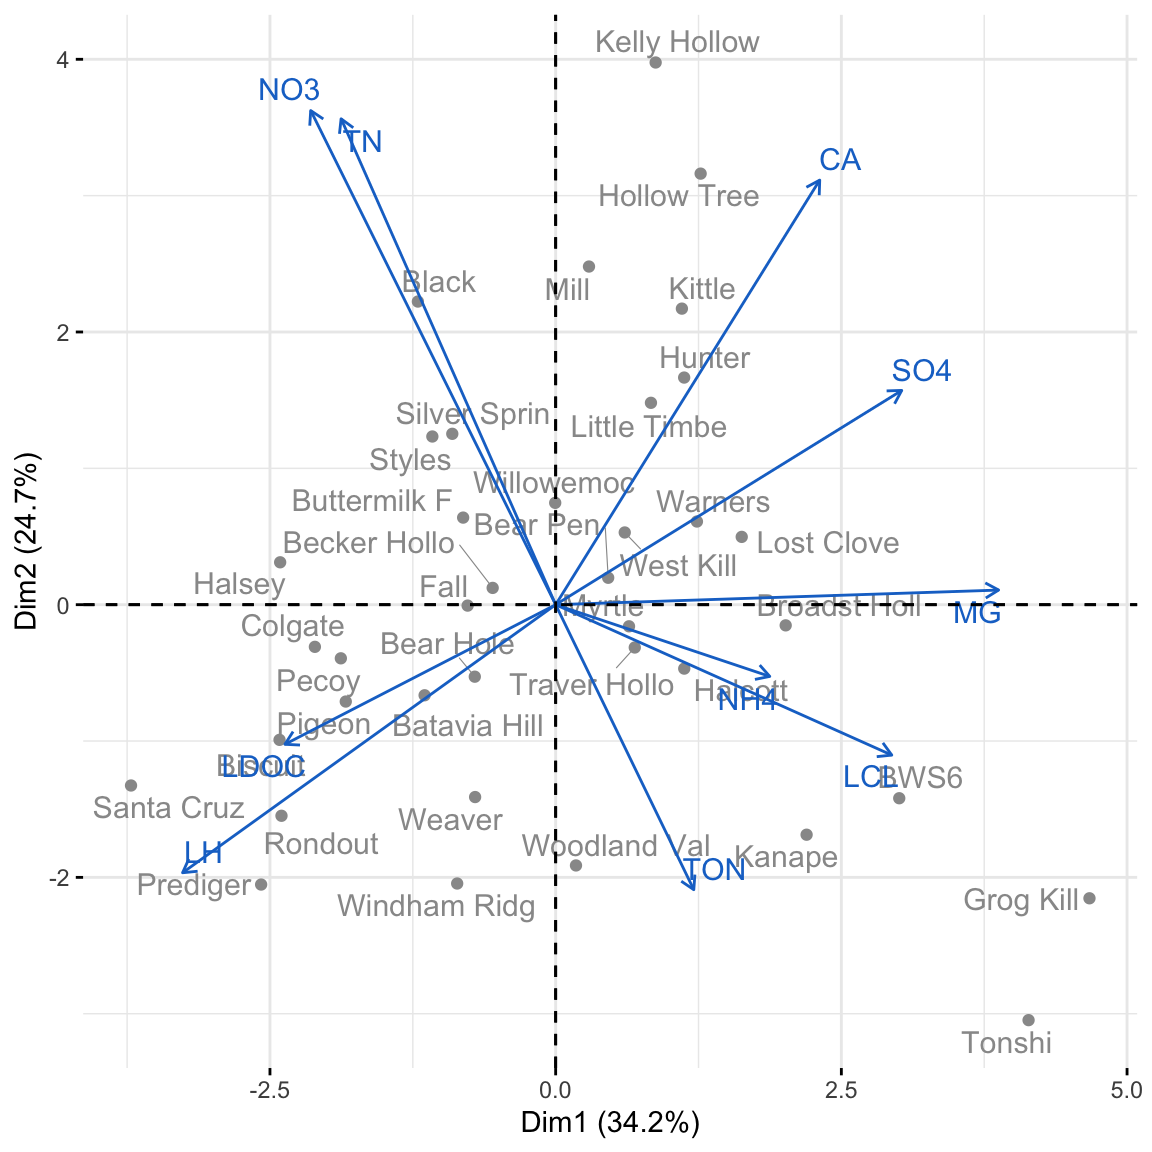 Kelly Hollow
4
NO3
TN
CA
Hollow Tree
Black
Mill
Kittle
2
Hunter
SO4
Silver Sprin
Little Timbe
Styles
Willowemoc
Buttermilk F
Bear Pen
Warners
Becker Hollo
Lost Clove
West Kill
Halsey
Fall
0
Myrtle
Broadst Holl
MG
Colgate
Bear Hole
Pecoy
Traver Hollo
Halcott
NH4
Pigeon
Batavia Hill
Biscuit
LDOC
LCL
BWS6
Santa Cruz
Weaver
Rondout
Woodland Val
LH
Kanape
TON
-2
Prediger
Windham Ridg
Grog Kill
Tonshi
-2.5
0.0
2.5
5.0
Dim1 (34.2%)
Dim2 (24.7%)